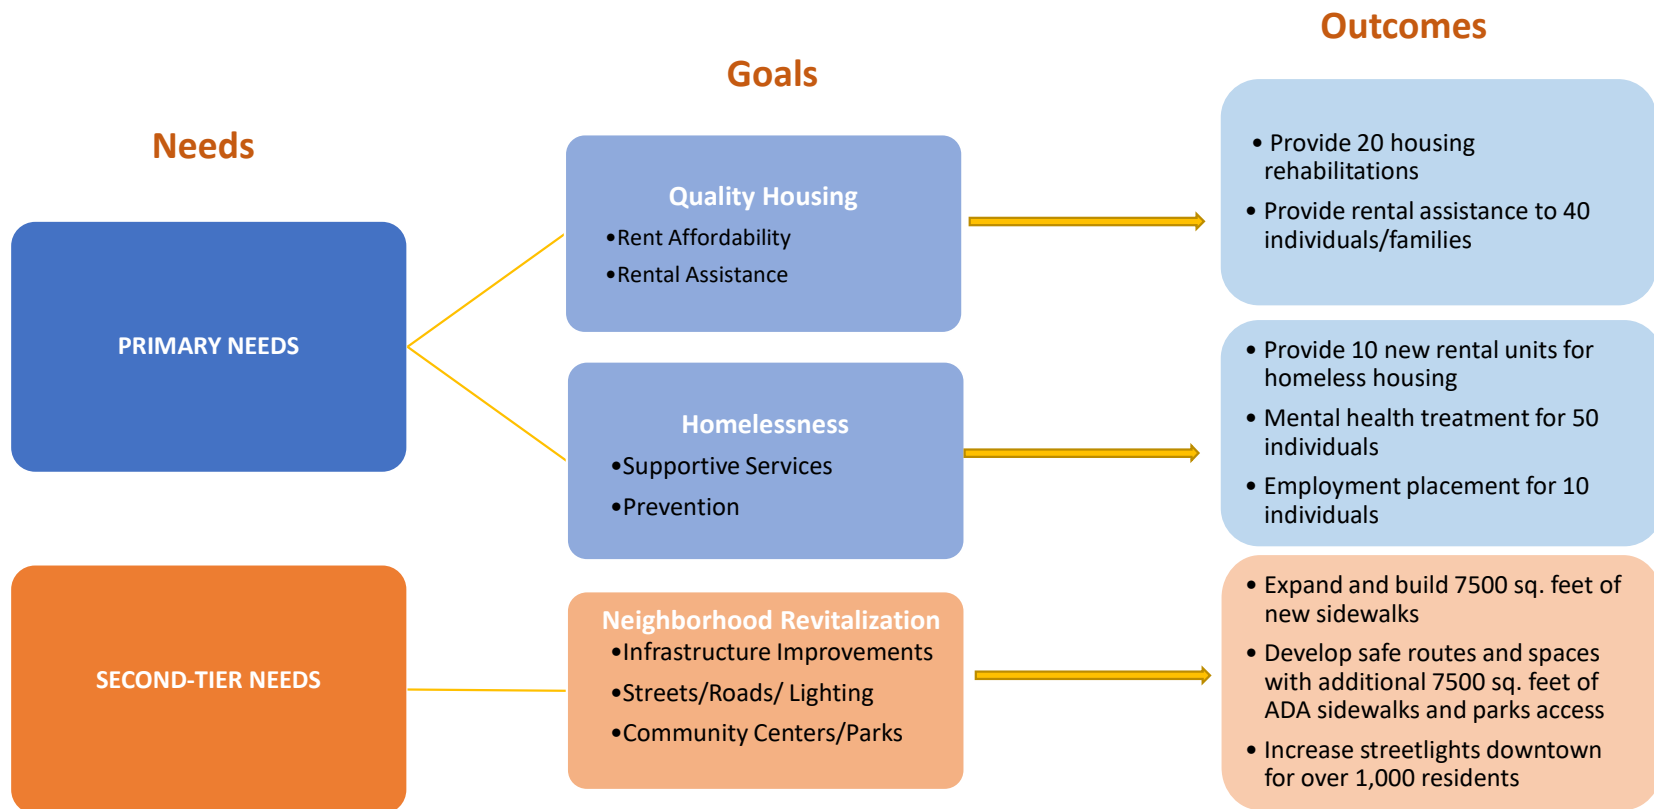 Needs
PRIMARY NEEDS
SECOND-TIER NEEDS
Goals
Quality Housing
•Rent Affordability
•Rental Assistance
Homelessness
•Supportive Services
•Prevention
Neighborhood Revitalization
•Infrastructure Improvements
•Streets/Roads/ Lighting
•Community Centers/Parks
Outcomes
• Provide 20 housing
rehabilitations
• Provide rental assistance to 40
individuals/families
• Provide 10 new rental units for
homeless housing
• Mental health treatment for 50
individuals
• Employment placement for 10
individuals
• Expand and build 7500 sq. feet of
new sidewalks
• Develop safe routes and spaces
with additional 7500 sq. feet of
ADA sidewalks and parks access
• Increase streetlights downtown
for over 1,000 residents